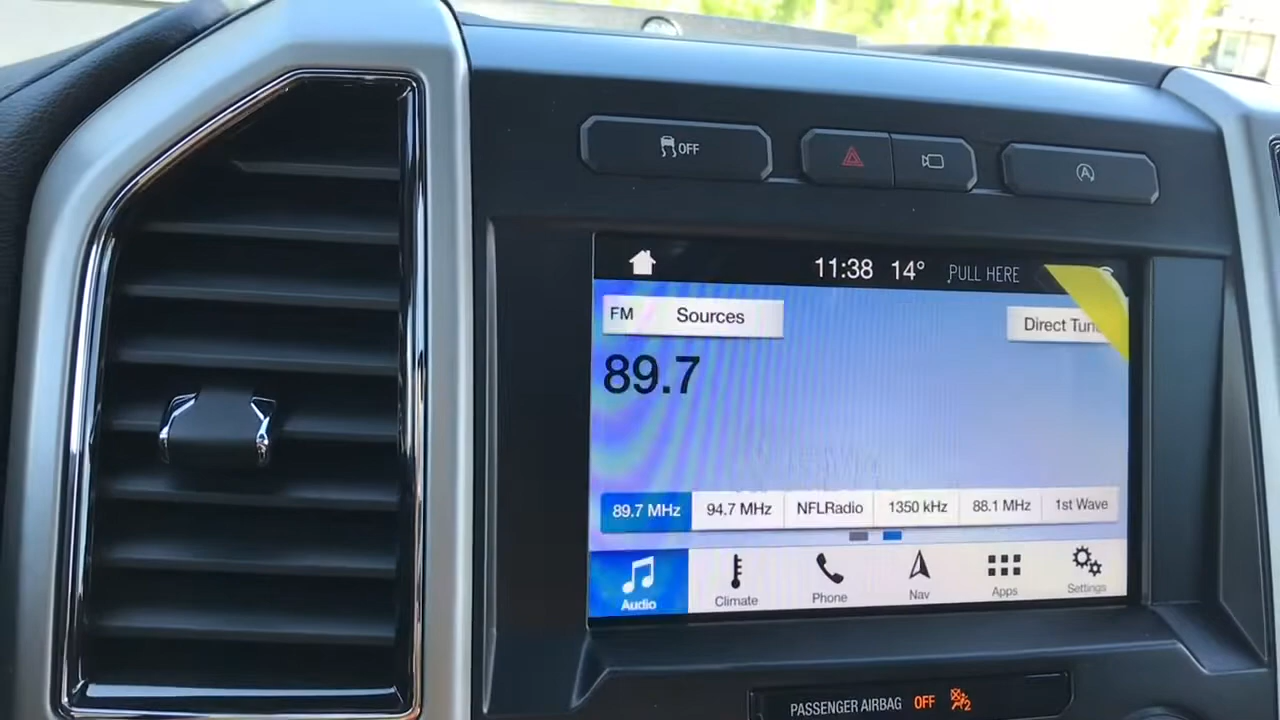 OFF
11:38 14° PULL HERE
FM Sources
Direct Tun
89.7
89.7 MHz 94.7 MHz NFLRadio 1350 kHz 88.1 MHz 1st Wave
Audio Climate Phone Nav Apps Settings
PASSENGER AIRBAG OFF 2